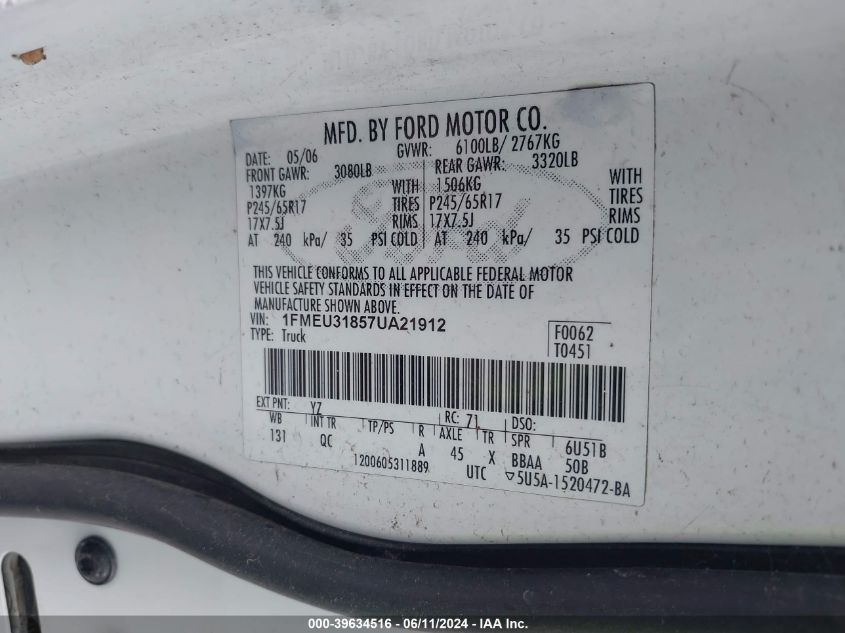 MFD. BY FORD MOTOR CO.
DATE: 05/06 GVWR: 6100LB/ 2767KG
FRONT GAWR: 3080LB REAR GAWR: 3320LB
1397KG WITH 1506KG WITH
P245/65R17 TIRES P245/65R17 TIRES
17X7.5J RIMS 17X7.5J RIMS
AT 240 kPa/ 35 PSI COLD AT 240 kPa/ 35 PSI COLD
THIS VEHICLE CONFORMS TO ALL APPLICABLE FEDERAL MOTOR
VEHICLE SAFETY STANDARDS IN EFFECT ON THE DATE OF
MANUFACTURE SHOWN ABOVE.
VIN: 1FMEU31857UA21912
TYPE: Truck
F0062
T0451
EXT PNT: YZ RC: 71 DSO:
WB INT TR TP/PS R AXLE TR SPR 6U51B
131 QC A 45 X BBAA 50B
1200605311889 UTC ▽5U5A-1520472-BA
000-39634516 - 06/11/2024 - IAA Inc.